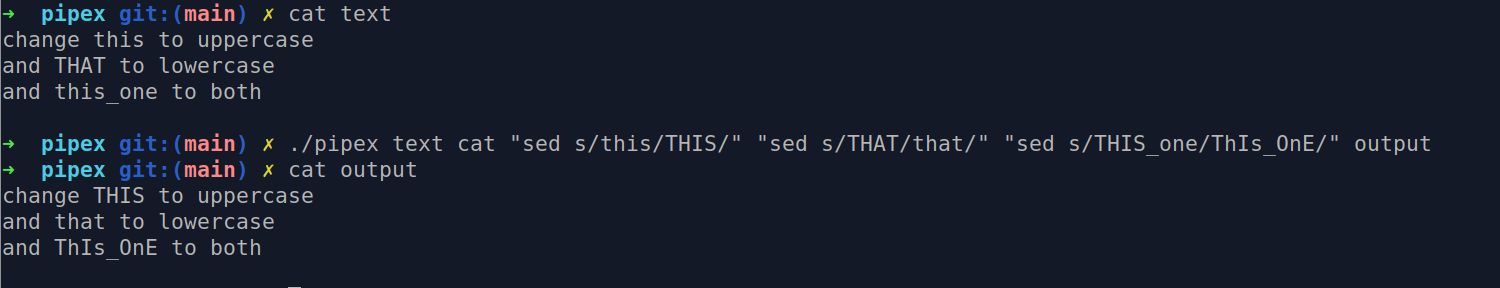 ➜  pipex git:(main) ✗ cat text
change this to uppercase
and THAT to lowercase
and this_one to both

➜  pipex git:(main) ✗ ./pipex text cat "sed s/this/THIS/" "sed s/THAT/that/" "sed s/THIS_one/ThIs_OnE/" output
➜  pipex git:(main) ✗ cat output
change THIS to uppercase
and that to lowercase
and ThIs_OnE to both